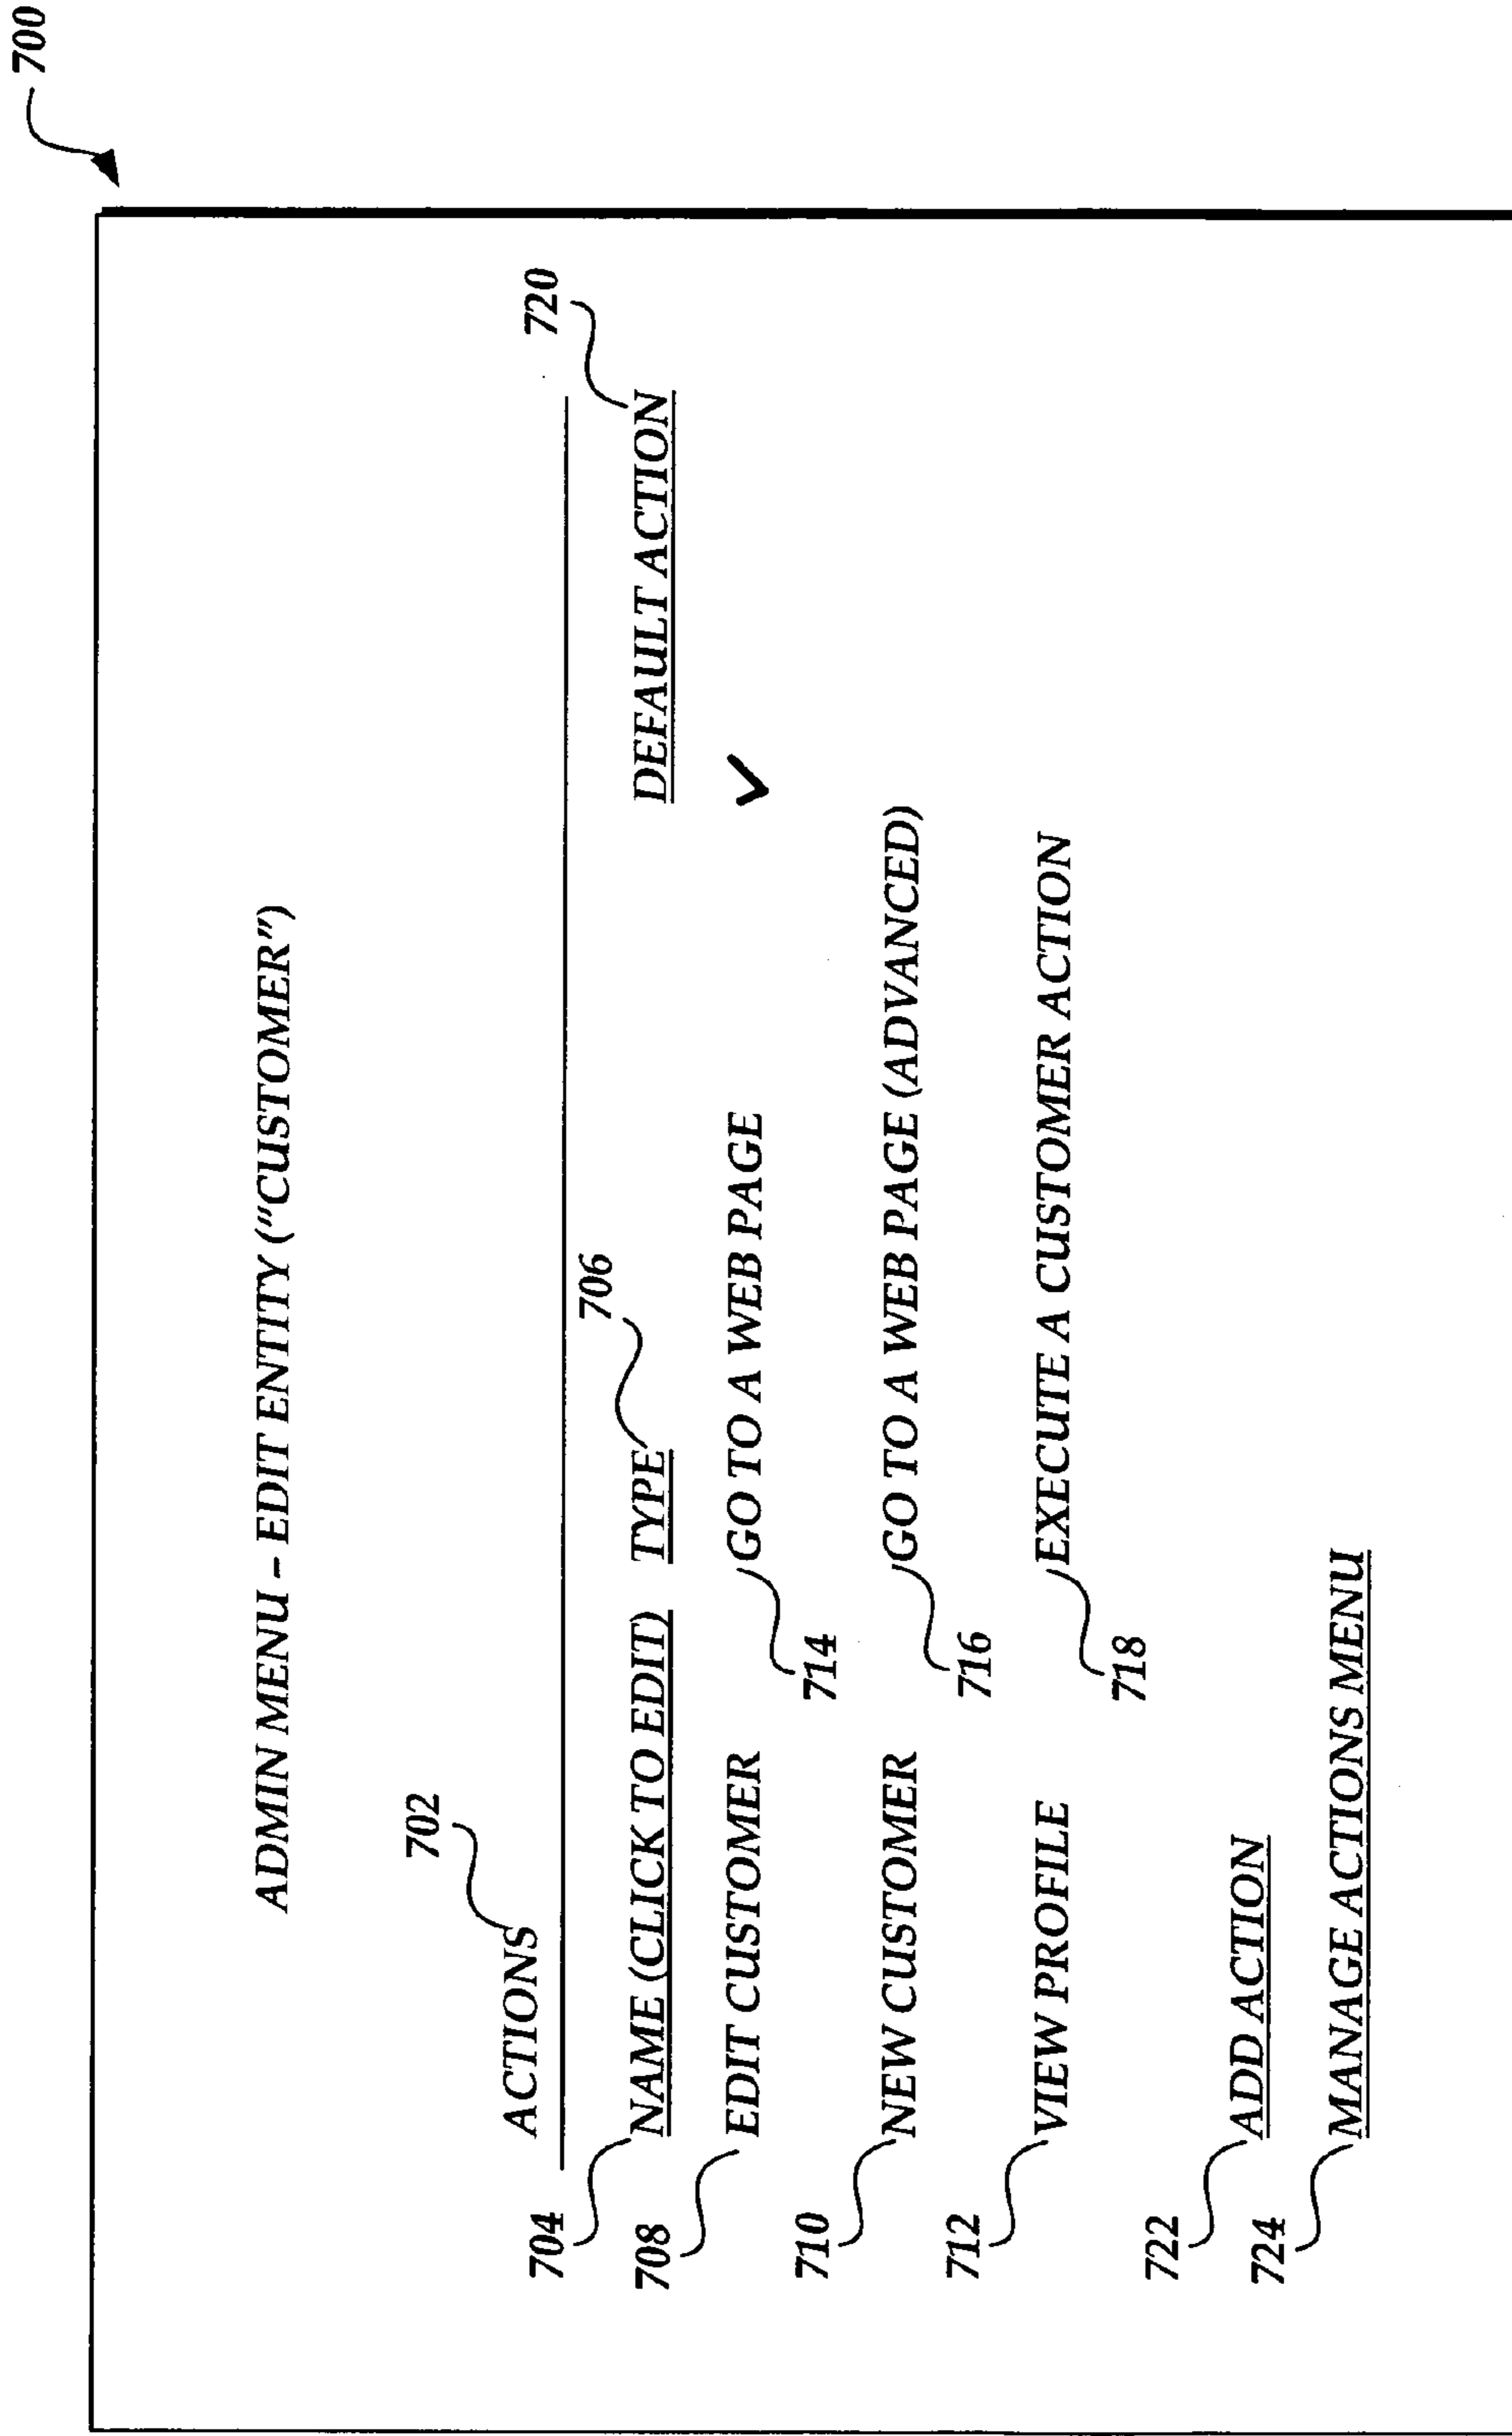 700
ADMIN MENU – EDIT ENTITY ("CUSTOMER")
702
ACTIONS
720
704 NAME (CLICK TO EDIT) TYPE 706 DEFAULT ACTION
708 EDIT CUSTOMER 714 GO TO A WEB PAGE ✓
710 NEW CUSTOMER 716 GO TO A WEB PAGE (ADVANCED)
712 VIEW PROFILE 718 EXECUTE A CUSTOMER ACTION
722 ADD ACTION
724 MANAGE ACTIONS MENU